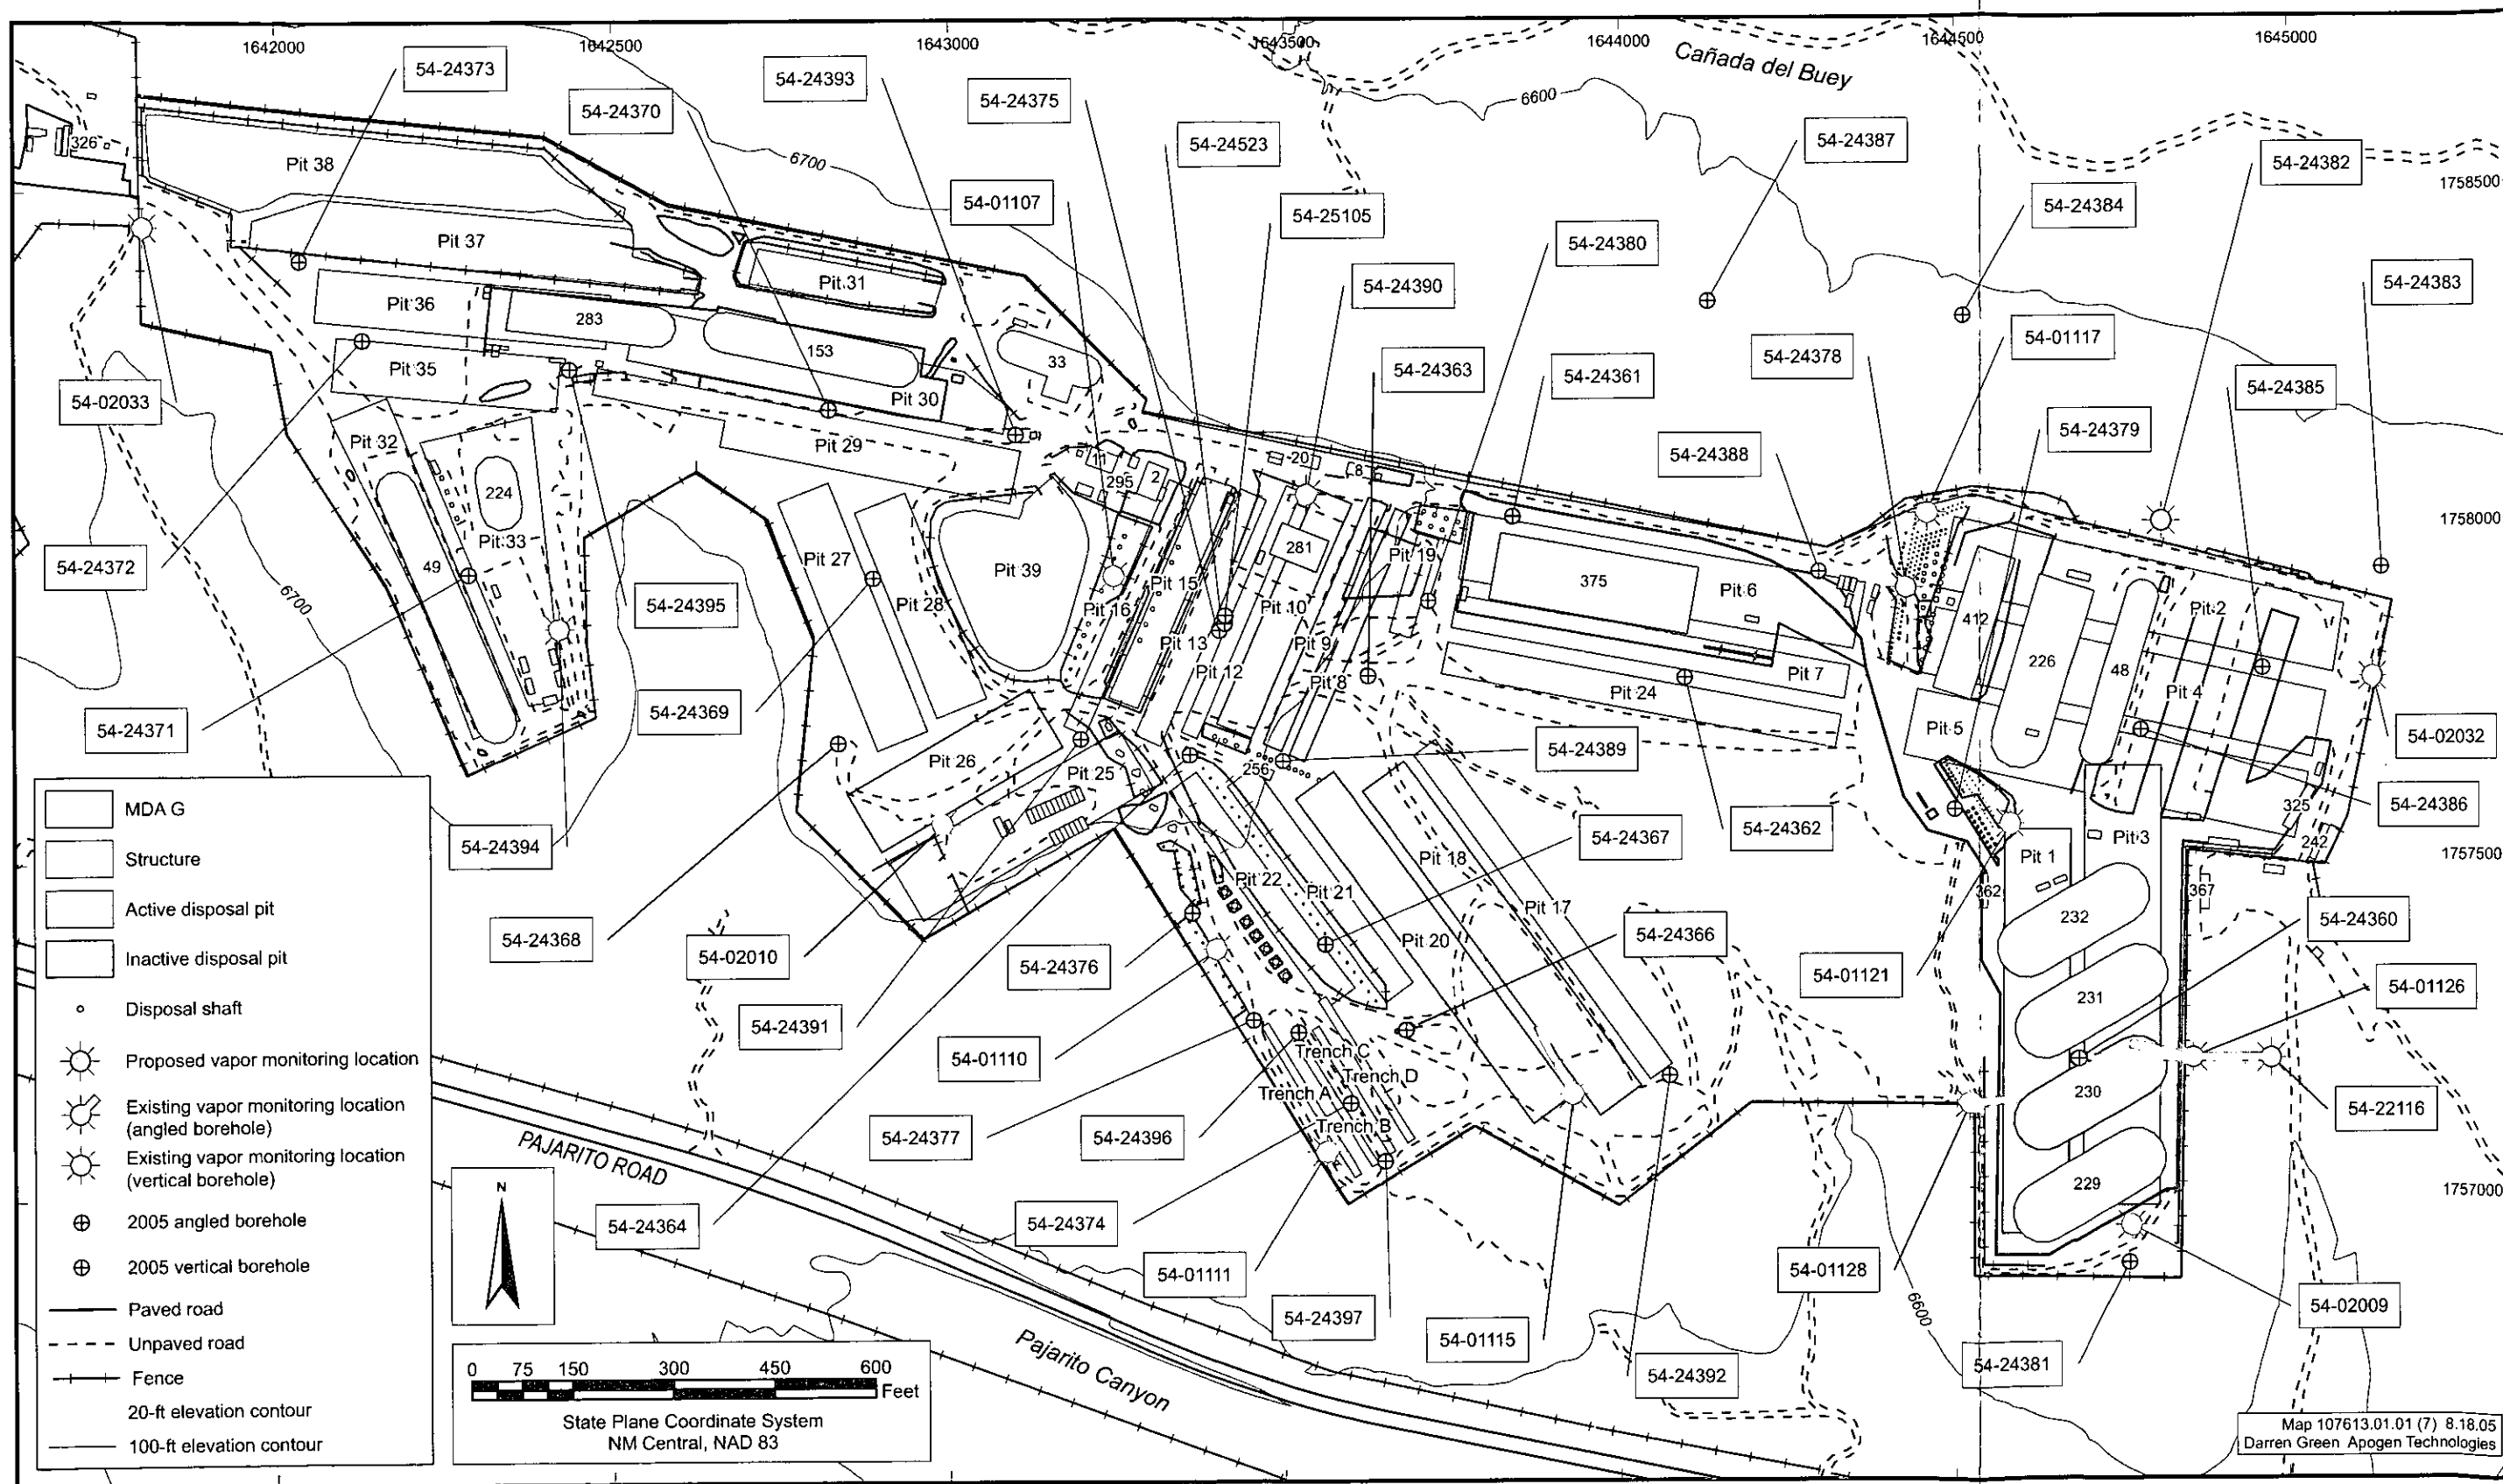 1642000
1642500
1643000
1643500
1644000
1644500
1645000
Cañada del Buey
54-24373
54-24393
54-24370
54-24375
54-24523
54-24387
54-24382
6600
326
Pit 38
6700
54-01107
54-25105
54-24384
1758500
Pit 37
54-24380
54-24383
Pit 31
54-24390
Pit 36
283
153
33
54-24378
54-01117
54-02033
Pit 35
Pit 30
54-24363
54-24361
54-24385
Pit 32
Pit 29
54-24388
54-24379
11
295
2
20
8
224
1758000
49
Pit 33
Pit 27
Pit 28
Pit 39
Pit 15
Pit 16
281
Pit 19
375
Pit 6
54-24372
54-24395
6700
Pit 10
Pit 13
Pit 12
Pit 9
Pit 8
412
Pit 2
226
48
Pit 4
Pit 7
Pit 24
Pit 5
54-24371
54-24369
54-24389
54-02032
Pit 26
Pit 25
256
54-24362
54-24386
325
242
54-24394
54-24367
1757500
Pit 18
Pit 22
Pit 21
Pit 17
Pit 20
Pit 1
Pit 3
362
367
232
54-24368
54-02010
54-24376
54-24366
54-01121
54-24360
54-01126
54-24391
231
54-01110
Trench C
Trench D
Trench A
Trench B
230
54-22116
54-24377
54-24396
PAJARITO ROAD
229
1757000
54-24364
54-24374
54-01111
54-01128
54-24397
54-01115
6600
54-02009
54-24392
54-24381
Pajarito Canyon
MDA G
Structure
Active disposal pit
Inactive disposal pit
Disposal shaft
Proposed vapor monitoring location
Existing vapor monitoring location
(angled borehole)
Existing vapor monitoring location
(vertical borehole)
2005 angled borehole
2005 vertical borehole
Paved road
Unpaved road
Fence
20-ft elevation contour
100-ft elevation contour
N
0 75 150 300 450 600
Feet
State Plane Coordinate System
NM Central, NAD 83
Map 107613.01.01 (7) 8.18.05
Darren Green Apogen Technologies